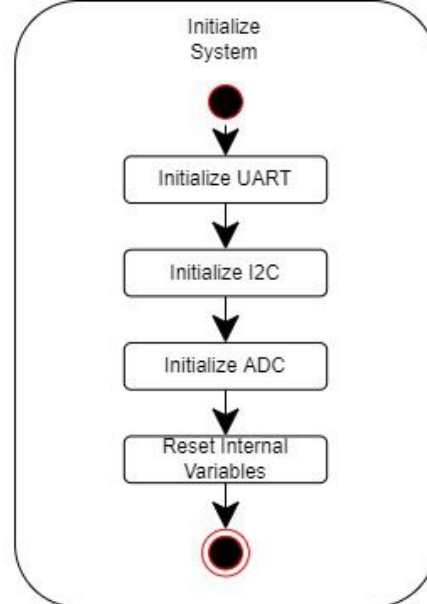 Initialize
System
Initialize UART
Initialize I2C
Initialize ADC
Reset Internal
Variables